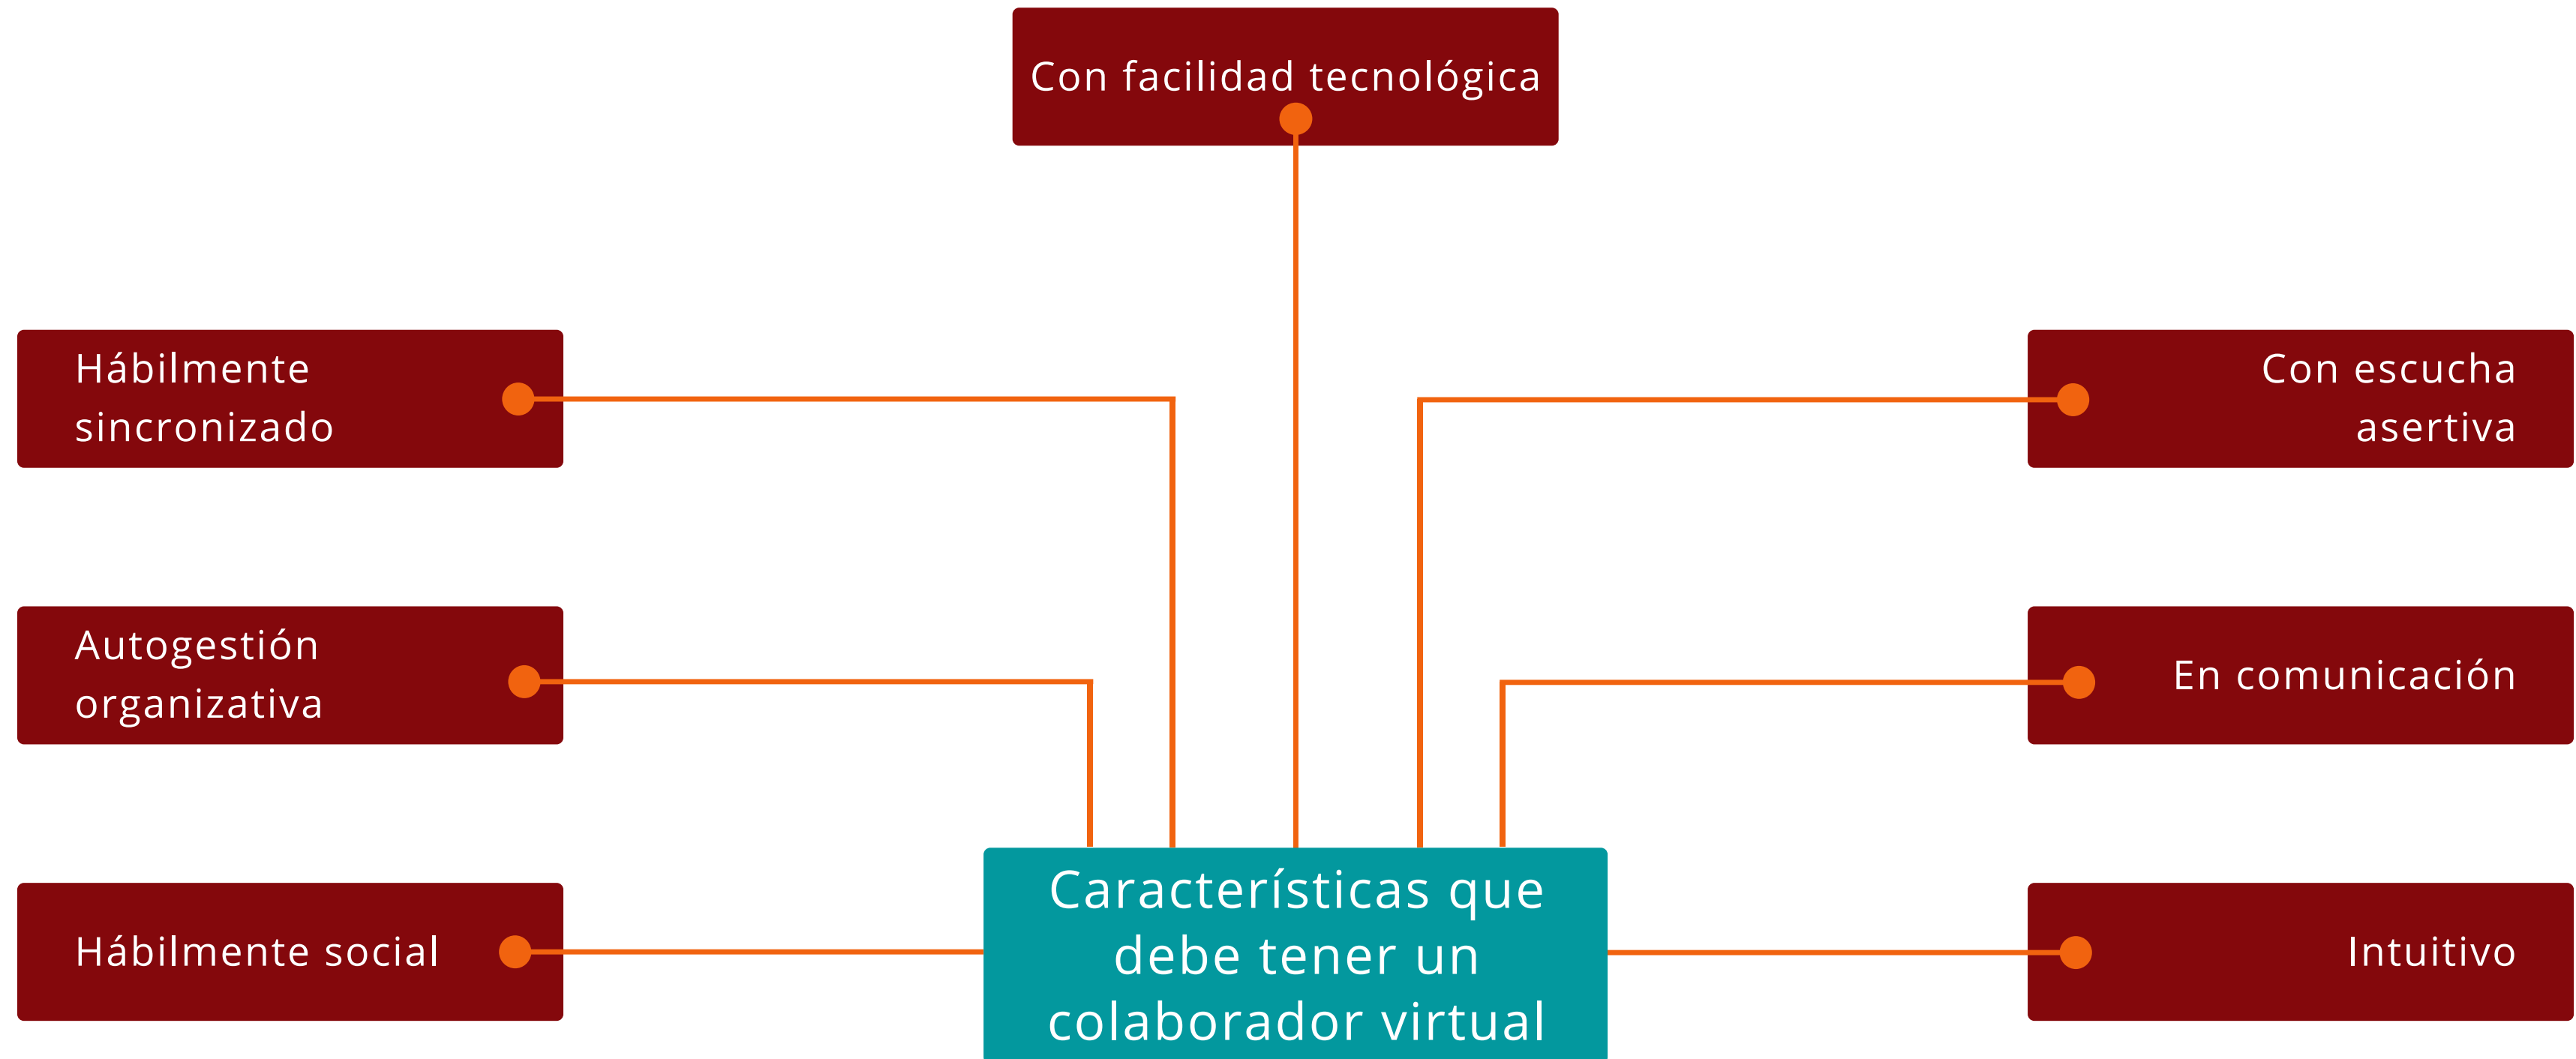 Con facilidad tecnológica
Hábilmente
sincronizado
Con escucha
asertiva
Autogestión
organizativa
En comunicación
Hábilmente social
Características que
debe tener un
colaborador virtual
Intuitivo